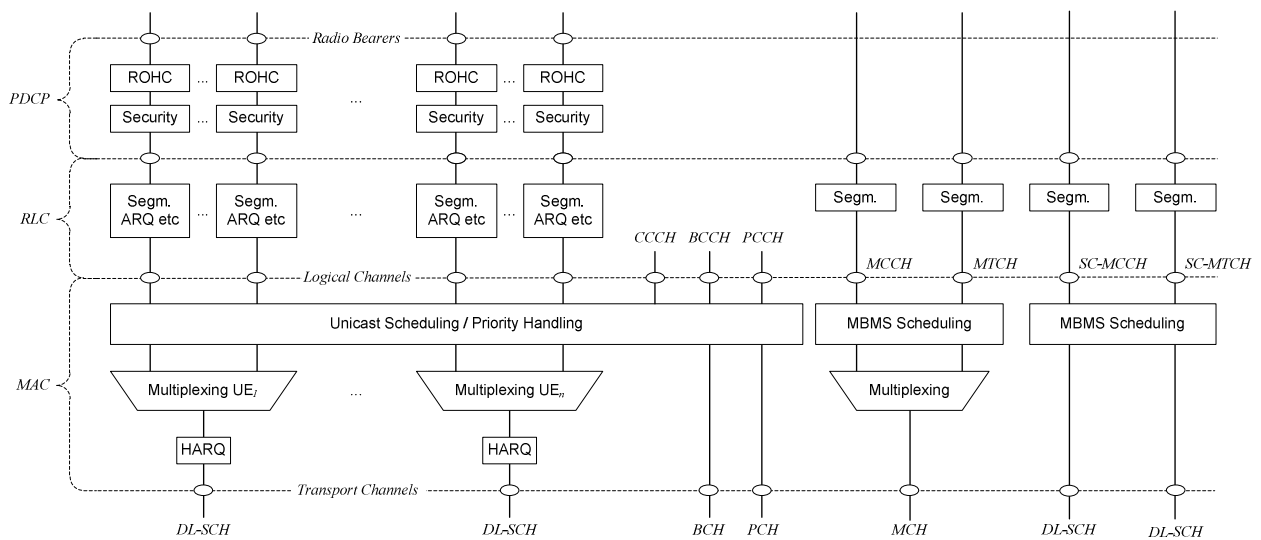 Radio Bearers
ROHC ... ROHC ROHC ... ROHC
PDCP ...
Security ... Security Security ... Security
Segm. ARQ etc ... Segm. ARQ etc ... Segm. ARQ etc ... Segm. ARQ etc Segm. Segm. Segm. Segm.
RLC
CCCH BCCH PCCH
Logical Channels MCCH MTCH SC-MCCH SC-MTCH
Unicast Scheduling / Priority Handling MBMS Scheduling MBMS Scheduling
MAC Multiplexing UE1 ... Multiplexing UEn Multiplexing
HARQ HARQ
Transport Channels
DL-SCH DL-SCH BCH PCH MCH DL-SCH DL-SCH